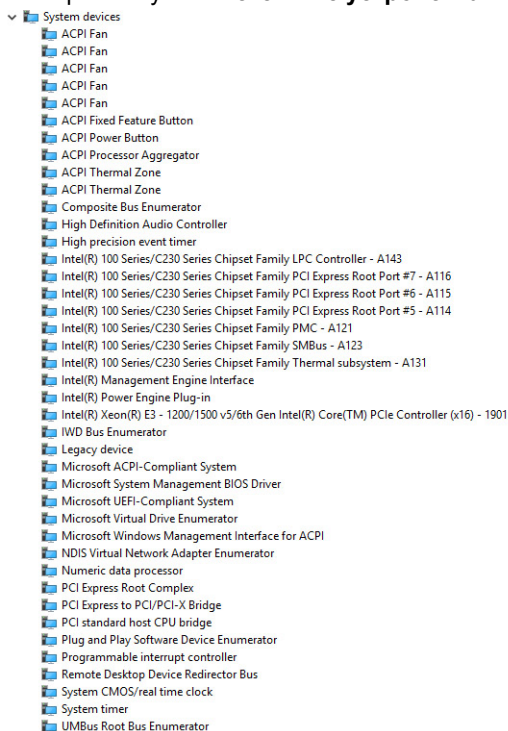 System devices
ACPI Fan
ACPI Fan
ACPI Fan
ACPI Fan
ACPI Fan
ACPI Fixed Feature Button
ACPI Power Button
ACPI Processor Aggregator
ACPI Thermal Zone
ACPI Thermal Zone
Composite Bus Enumerator
High Definition Audio Controller
High precision event timer
Intel(R) 100 Series/C230 Series Chipset Family LPC Controller - A143
Intel(R) 100 Series/C230 Series Chipset Family PCI Express Root Port #7 - A116
Intel(R) 100 Series/C230 Series Chipset Family PCI Express Root Port #6 - A115
Intel(R) 100 Series/C230 Series Chipset Family PCI Express Root Port #5 - A114
Intel(R) 100 Series/C230 Series Chipset Family PMC - A121
Intel(R) 100 Series/C230 Series Chipset Family SMBus - A123
Intel(R) 100 Series/C230 Series Chipset Family Thermal subsystem - A131
Intel(R) Management Engine Interface
Intel(R) Power Engine Plug-in
Intel(R) Xeon(R) E3 - 1200/1500 v5/6th Gen Intel(R) Core(TM) PCIe Controller (x16) - 1901
IWD Bus Enumerator
Legacy device
Microsoft ACPI-Compliant System
Microsoft System Management BIOS Driver
Microsoft UEFI-Compliant System
Microsoft Virtual Drive Enumerator
Microsoft Windows Management Interface for ACPI
NDIS Virtual Network Adapter Enumerator
Numeric data processor
PCI Express Root Complex
PCI Express to PCI/PCI-X Bridge
PCI standard host CPU bridge
Plug and Play Software Device Enumerator
Programmable interrupt controller
Remote Desktop Device Redirector Bus
System CMOS/real time clock
System timer
UMBus Root Bus Enumerator